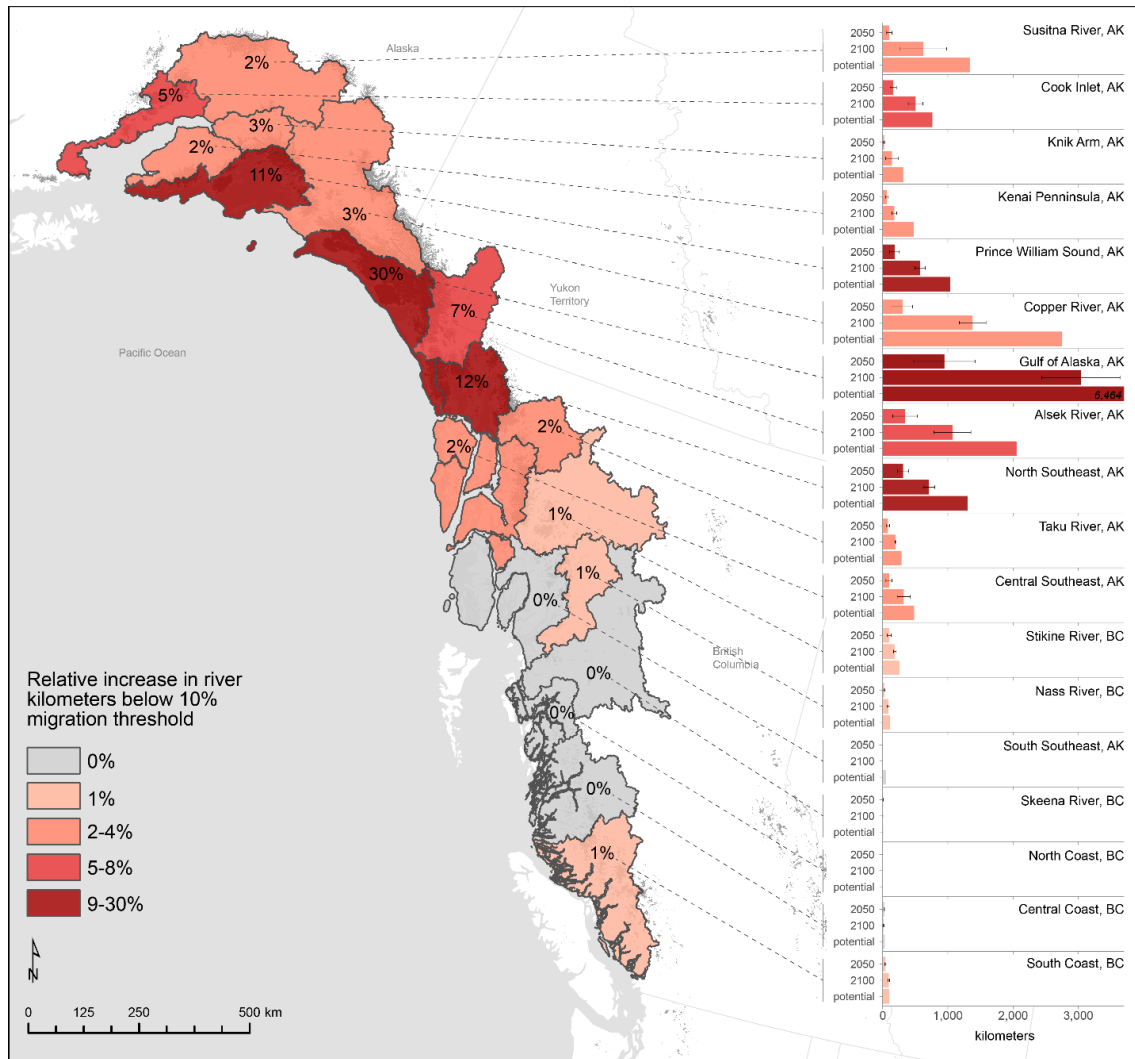 Alaska
Yukon
Territory
Pacific Ocean
British
Columbia
2%
5%
3%
2%
11%
3%
30%
7%
12%
2%
2%
1%
1%
0%
0%
0%
0%
1%
Relative increase in river
kilometers below 10%
migration threshold
0%
1%
2-4%
5-8%
9-30%
N
0 125 250 500 km
Susitna River, AK
2050
2100
potential
Cook Inlet, AK
2050
2100
potential
Knik Arm, AK
2050
2100
potential
Kenai Penninsula, AK
2050
2100
potential
Prince William Sound, AK
2050
2100
potential
Copper River, AK
2050
2100
potential
Gulf of Alaska, AK
2050
2100
potential
6,464
Alsek River, AK
2050
2100
potential
North Southeast, AK
2050
2100
potential
Taku River, AK
2050
2100
potential
Central Southeast, AK
2050
2100
potential
Stikine River, BC
2050
2100
potential
Nass River, BC
2050
2100
potential
South Southeast, AK
2050
2100
potential
Skeena River, BC
2050
2100
potential
North Coast, BC
2050
2100
potential
Central Coast, BC
2050
2100
potential
South Coast, BC
2050
2100
potential
0 1,000 2,000 3,000
kilometers